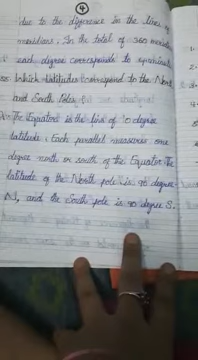 4
due to the difference in the lines of
meridians. In the total of 360 meridians
each degree corresponds to
which latitudes correspond to the North
and South Poles
The Equator is the line of 0 degree
latitude. Each parallel measures one
degree north or south of the Equator. The
latitude of the North pole is 90 degree
N, and the South pole is 90 degree S.